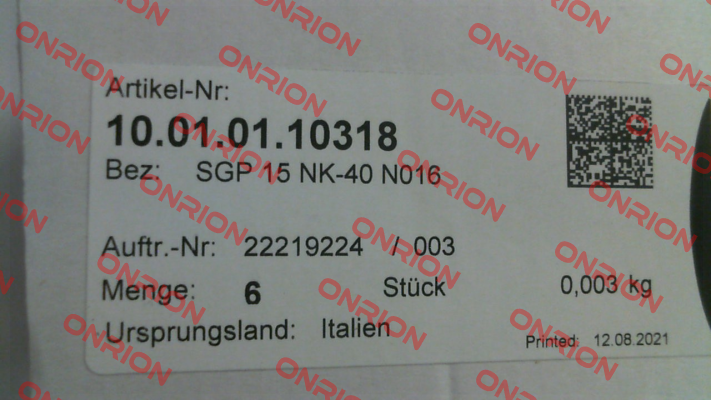 Artikel-Nr:
10.01.01.10318
Bez: SGP 15 NK-40 N016
Auftr.-Nr: 22219224 / 003
Menge: 6 Stück 0,003 kg
Ursprungsland: Italien
Printed: 12.08.2021
ONRION